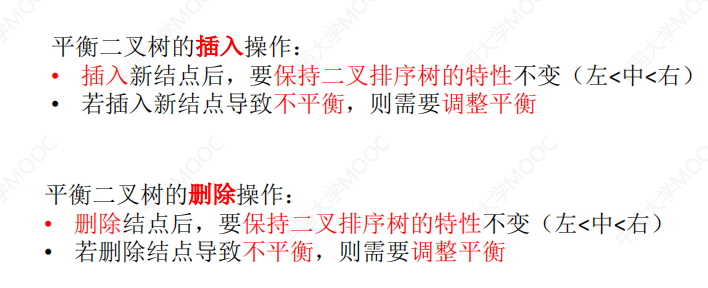 平衡二叉树的插入操作：
• 插入新结点后，要保持二叉排序树的特性不变（左<中<右）
• 若插入新结点导致不平衡，则需要调整平衡
平衡二叉树的删除操作：
• 删除结点后，要保持二叉排序树的特性不变（左<中<右）
• 若删除结点导致不平衡，则需要调整平衡